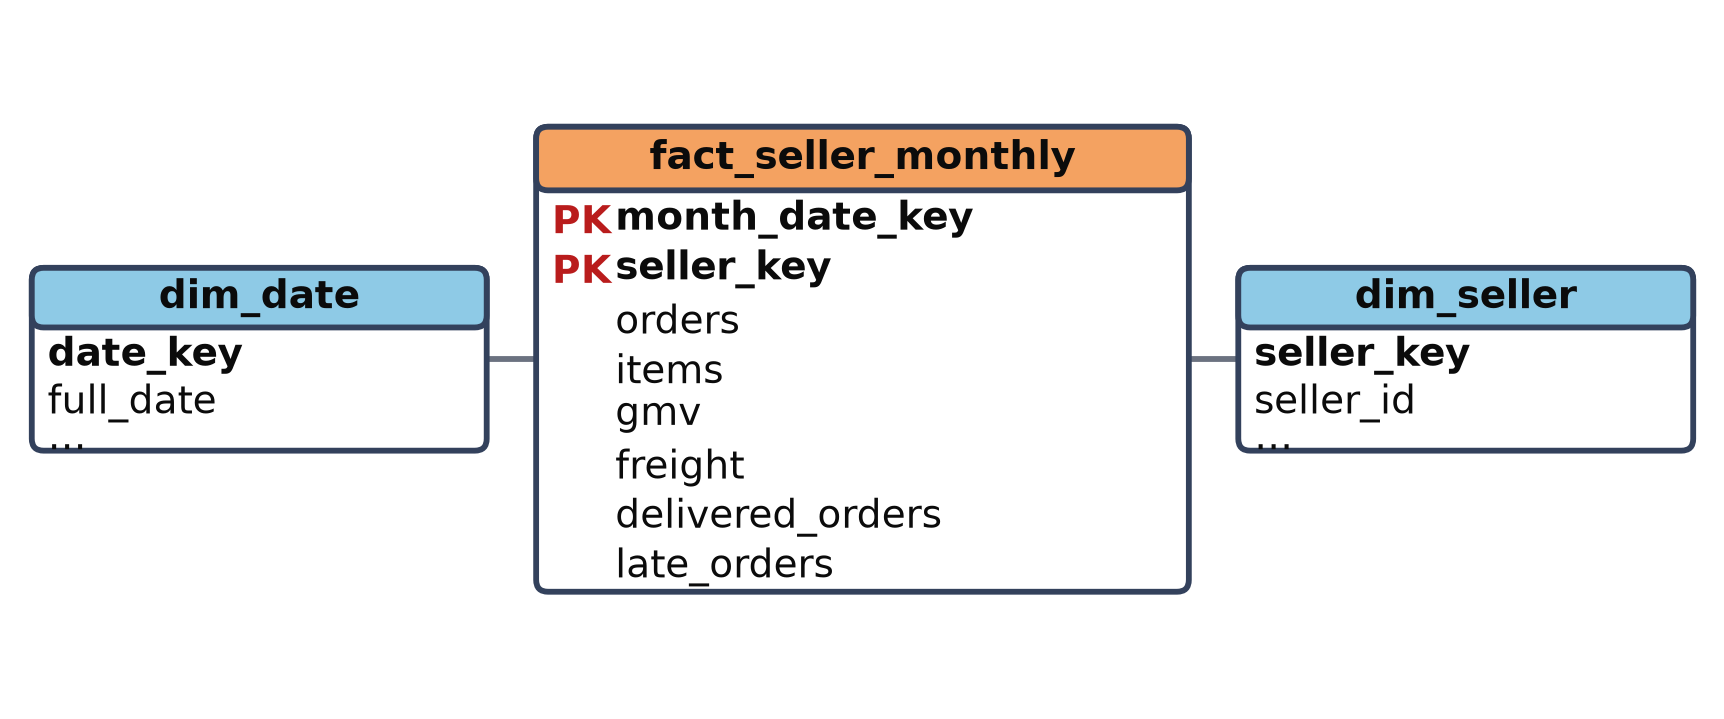 dim_date
date_key
full_date
...
fact_seller_monthly
PK month_date_key
PK seller_key
orders
items
gmv
freight
delivered_orders
late_orders
dim_seller
seller_key
seller_id
...